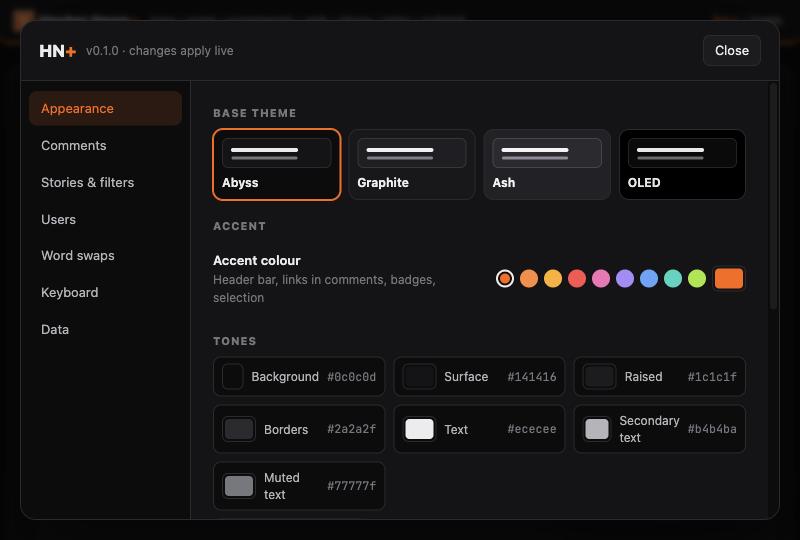 HN+ v0.1.0 · changes apply live Close
Appearance
Comments
Stories & filters
Users
Word swaps
Keyboard
Data
BASE THEME
Abyss Graphite Ash OLED
ACCENT
Accent colour
Header bar, links in comments, badges,
selection
TONES
Background #0c0c0d Surface #141416 Raised #1c1c1f
Borders #2a2a2f Text #ececee Secondary
text #b4b4ba
Muted
text #77777f